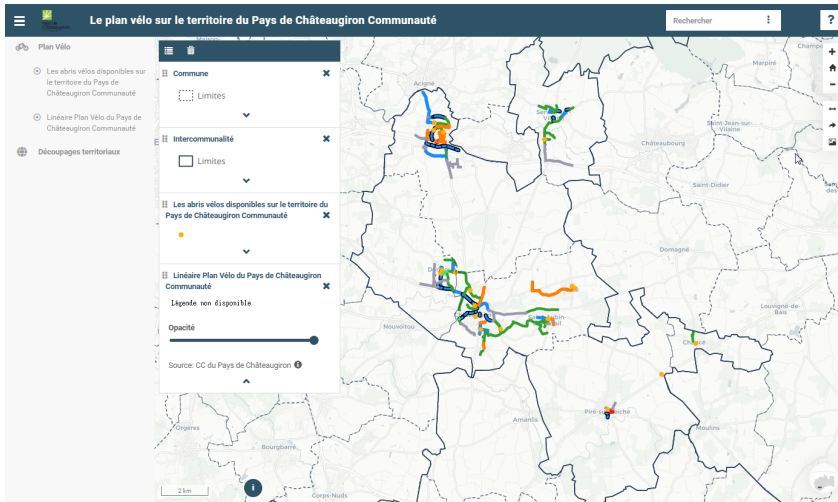 Le plan vélo sur le territoire du Pays de Châteaugiron Communauté
Rechercher
?
Plan Vélo
Les abris vélos disponibles sur
le territoire du Pays de
Châteaugiron Communauté
Linéaire Plan Vélo du Pays de
Châteaugiron Communauté
Découpages territoriaux
Commune
Limites
Intercommunalité
Limites
Les abris vélos disponibles sur le territoire du
Pays de Châteaugiron Communauté
Linéaire Plan Vélo du Pays de Châteaugiron
Communauté
Légende non disponible
Opacité
Source: CC du Pays de Châteaugiron
Acigné
Marpiré
Champ
Saint-Jean-sur-
Vilaine
Châteaubourg
Saint Didier
Domagné
Louvigné-de-
Bais
Nouvoitou
Amanlis
Moulins
Orgères
Bourgbarré
Corps-Nuds
2 km